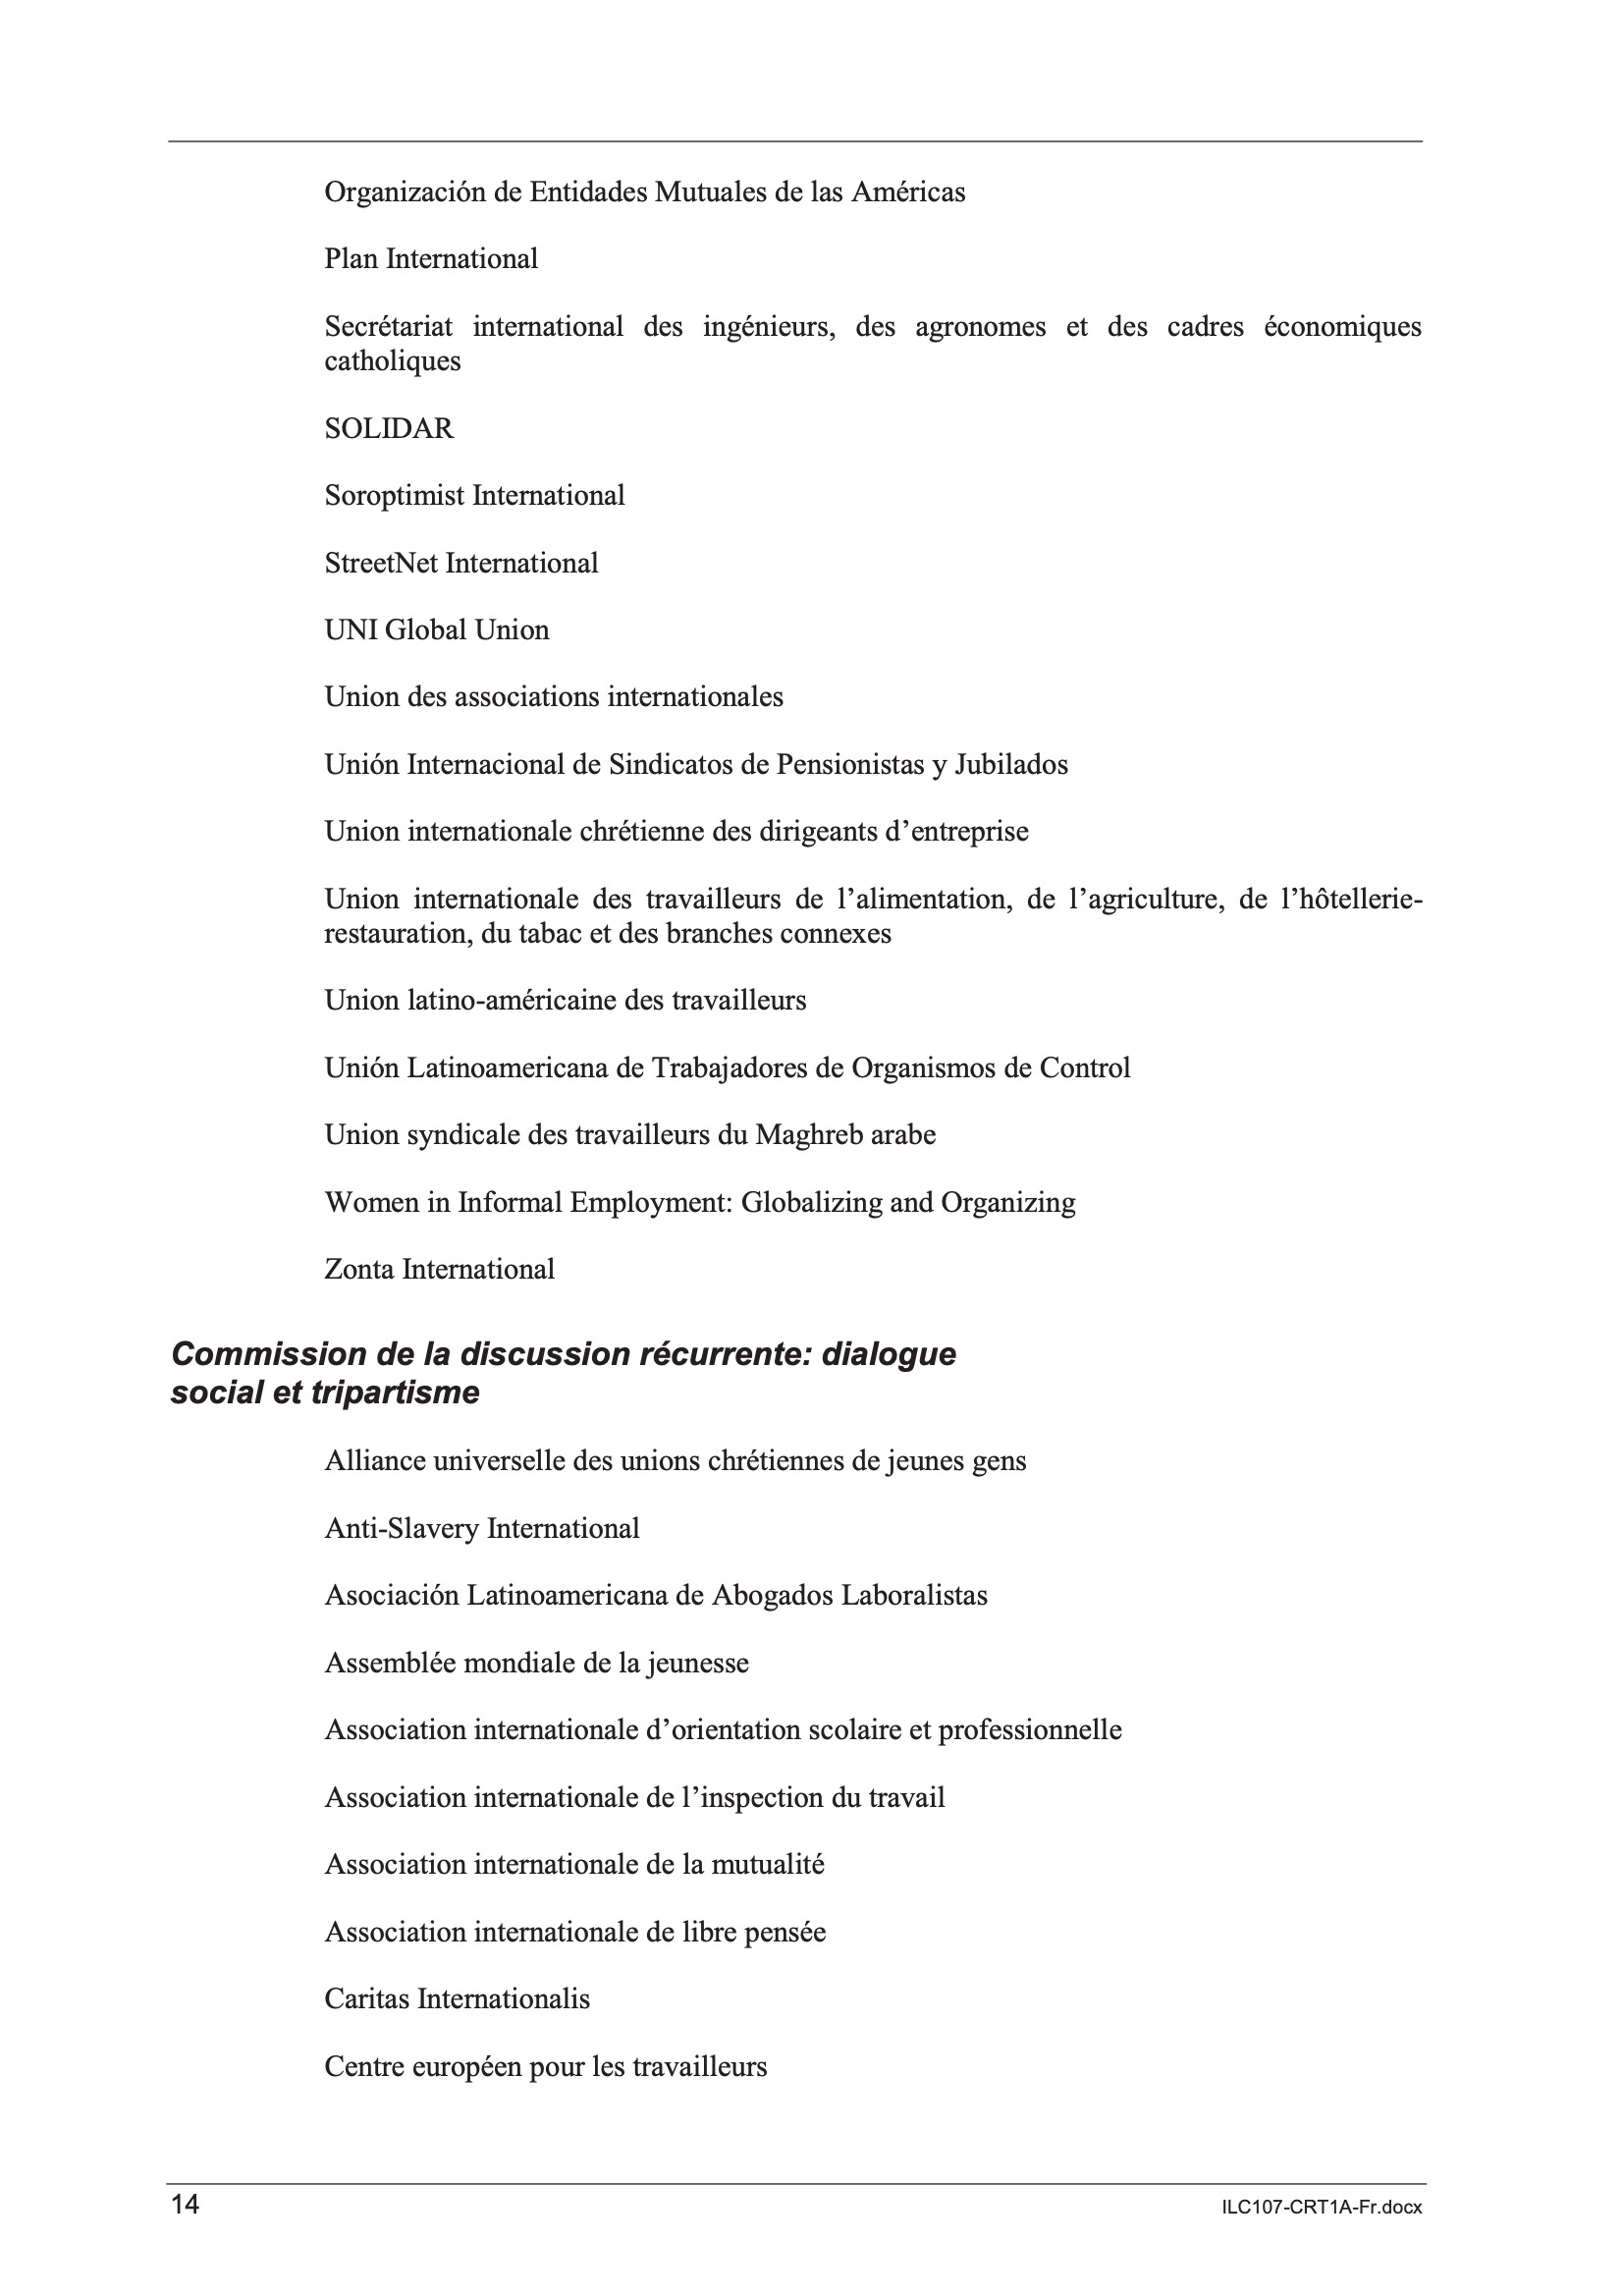 Organización de Entidades Mutuales de las Américas
Plan International
Secrétariat international des ingénieurs, des agronomes et des cadres économiques
catholiques
SOLIDAR
Soroptimist International
StreetNet International
UNI Global Union
Union des associations internationales
Unión Internacional de Sindicatos de Pensionistas y Jubilados
Union internationale chrétienne des dirigeants d’entreprise
Union internationale des travailleurs de l’alimentation, de l’agriculture, de l’hôtellerie-
restauration, du tabac et des branches connexes
Union latino-américaine des travailleurs
Unión Latinoamericana de Trabajadores de Organismos de Control
Union syndicale des travailleurs du Maghreb arabe
Women in Informal Employment: Globalizing and Organizing
Zonta International
Commission de la discussion récurrente: dialogue
social et tripartisme
Alliance universelle des unions chrétiennes de jeunes gens
Anti-Slavery International
Asociación Latinoamericana de Abogados Laboralistas
Assemblée mondiale de la jeunesse
Association internationale d’orientation scolaire et professionnelle
Association internationale de l’inspection du travail
Association internationale de la mutualité
Association internationale de libre pensée
Caritas Internationalis
Centre européen pour les travailleurs
14
ILC107-CRT1A-Fr.docx